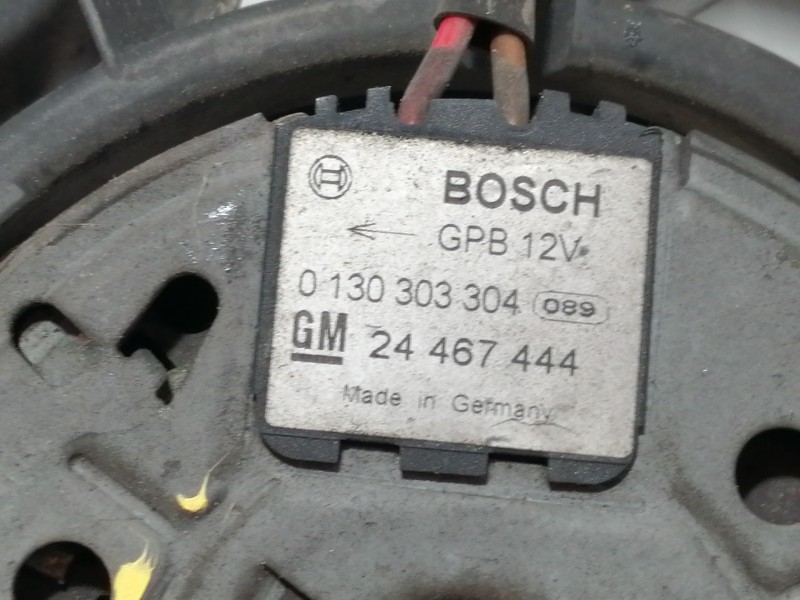 BOSCH
GPB 12V
0 130 303 304 089
GM 24 467 444
Made in Germany